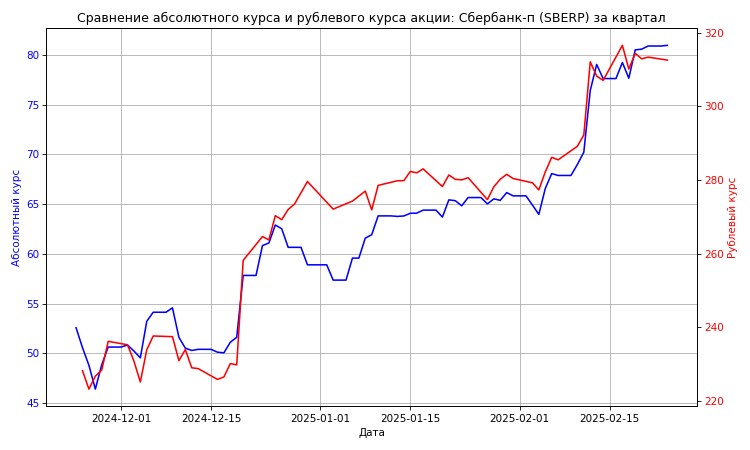 Сравнение абсолютного курса и рублевого курса акции: Сбербанк-п (SBERP) за квартал
80
75
70
65
60
55
50
45
Абсолютный курс
320
300
280
260
240
220
Рублевый курс
2024-12-01 2024-12-15 2025-01-01 2025-01-15 2025-02-01 2025-02-15
Дата